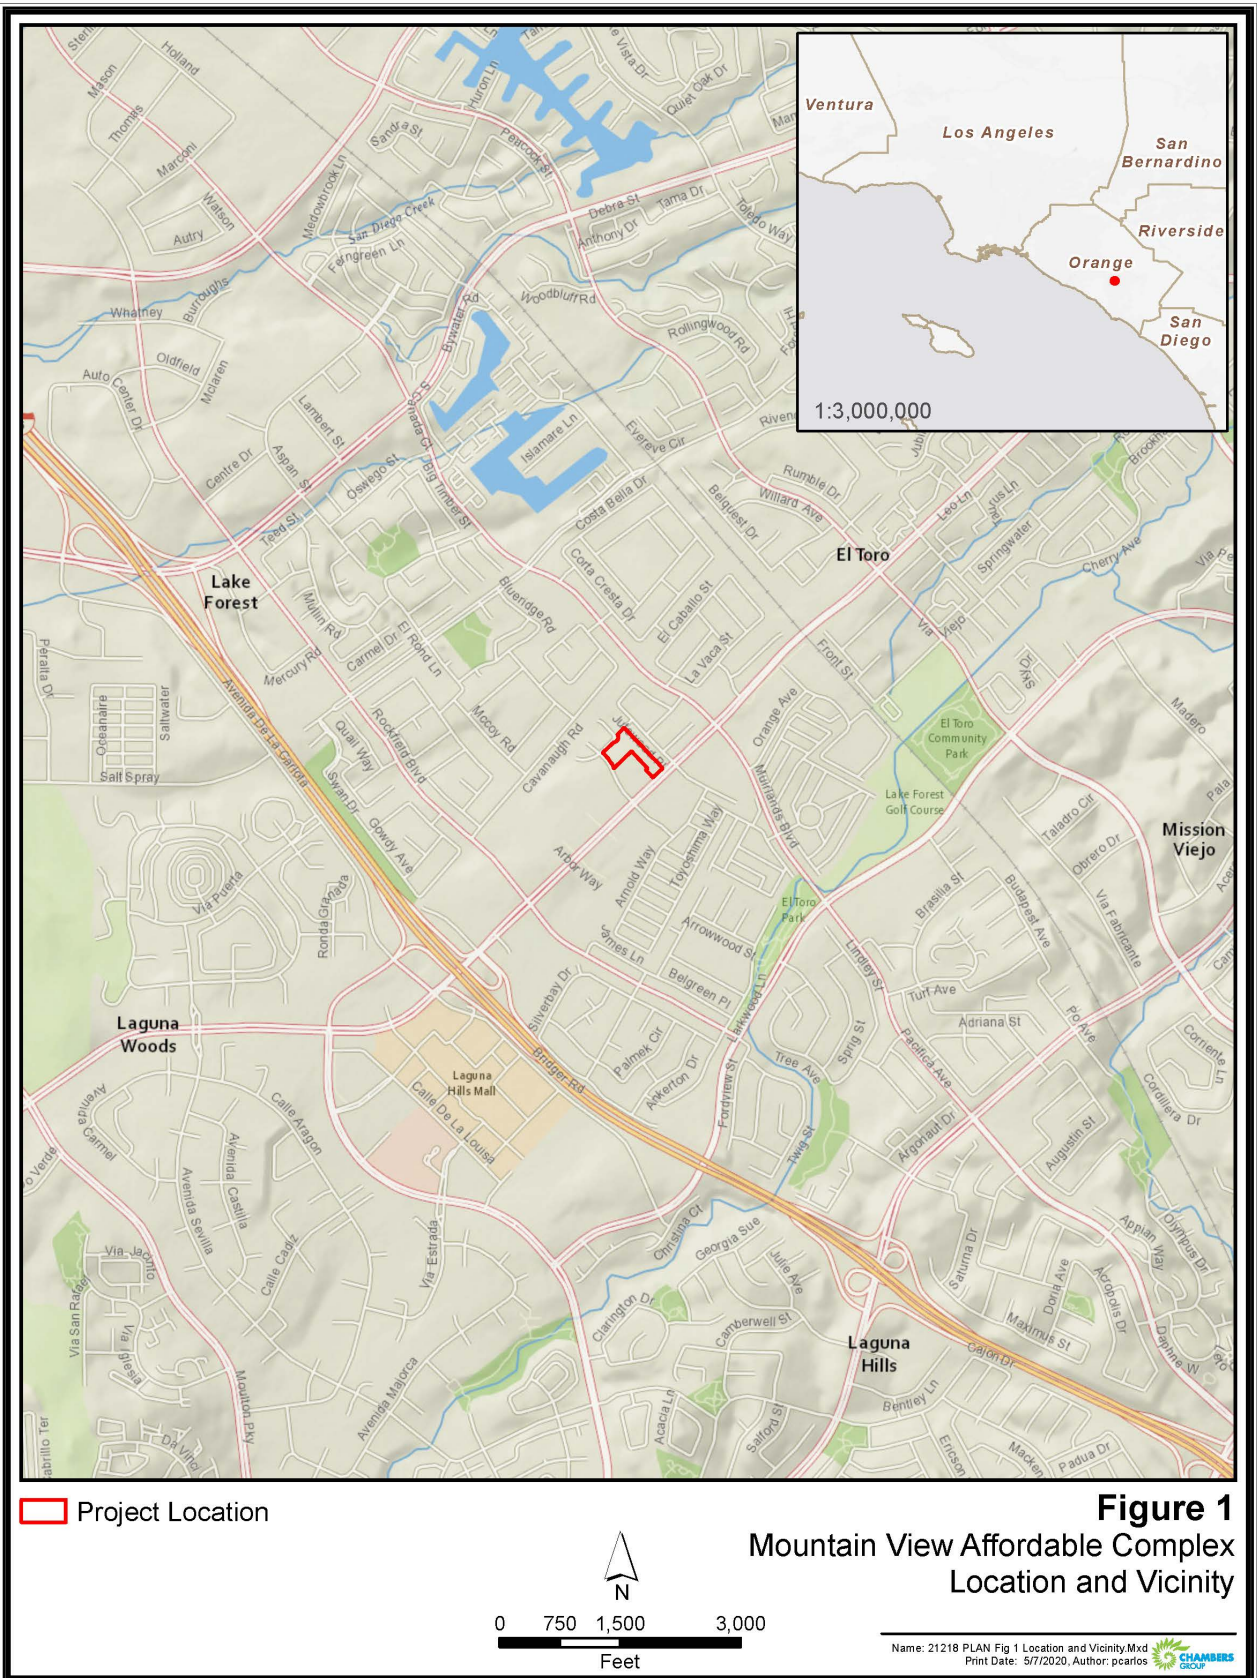 Holland
Mason
Thomas
Marconi
Watson
Autry
Medowbrook Ln
Sandra St
Huron Ln
Peacock St
Quiet Oak Dr
San Diego Creek
Ferngreen Ln
Debra St
Tama Dr
Anthony Dr
Toledo Way
Ventura
Los Angeles
San
Bernardino
Riverside
Orange
San
Diego
1:3,000,000
Whatney
Burroughs
Bywater Rd
Woodbluff Rd
Rollingwood Rd
Oldfield
Mclaren
Auto Center Dr
Lambert St
Centre Dr
Aspan St
Oswego St
Big Timber St
Teed St
Islamare Ln
Eyereve Cir
Costa Bella Dr
Belquest Dr
Rumble Dr
Willard Ave
Leo Ln
Springwater
Cherry Ave
El Toro
Lake
Forest
Mullin Rd
Mercury Rd
Carmel Dr
El Rond Ln
Blueridge Rd
Corta Cresta Dr
El Caballo St
La Vaca St
Front St
Via Viejo
Sky Dr
Madero
Peralta Dr
Oceanaire
Saltwater
Salt Spray
Avenida De La Carlota
Quail Way
Swan Dr
Rockfield Blvd
Gowdy Ave
Mccoy Rd
Cavanaugh Rd
Orange Ave
Muirlands Blvd
El Toro
Community
Park
Lake Forest
Golf Course
Taladro Cir
Obrero Dr
Pala
Mission
Viejo
Via Puerta
Ronda Granada
Arbor Way
Arnold Way
Toyoshima Way
El Toro
Park
Brasilia St
Budapest Ave
Via Fabricante
James Ln
Arrowwood St
Belgreen Pl
Larkwood Ln
Lindley St
Turf Ave
Adriana St
Po Ave
Silverbay Dr
Palmek Cir
Ankerton Dr
Fordview St
Tree Ave
Sprig St
Pacifica Ave
Corriente Ln
Cordillera Dr
Laguna
Woods
Laguna
Hills Mall
Bridger Rd
Calle De La Louisa
Avenida Carmel
Calle Aragon
Avenida Castilla
Avenida Sevilla
Twig St
Argonaut Dr
Augustin St
Via Jacinto
Calle Cadiz
Via Estrada
Christina Ct
Georgia Sue
Julie Ave
Saturna Dr
Appian Way
Olympus Dr
Via San Rafael
Via Iglesia
Clarington Dr
Camberwell St
Doria Ave
Acropolis Dr
Maximus St
Daphne W
Cajon Dr
Laguna
Hills
Moulton Pky
Avenida Majorca
Acacia Ln
Salford St
Bentley Ln
Ericson
Macken
Padua Dr
Da Vinci
Project Location
Figure 1
Mountain View Affordable Complex
Location and Vicinity
N
0 750 1,500 3,000
Feet
Name: 21218 PLAN Fig 1 Location and Vicinity.Mxd
Print Date: 5/7/2020, Author: pcarlos
CHAMBERS
GROUP